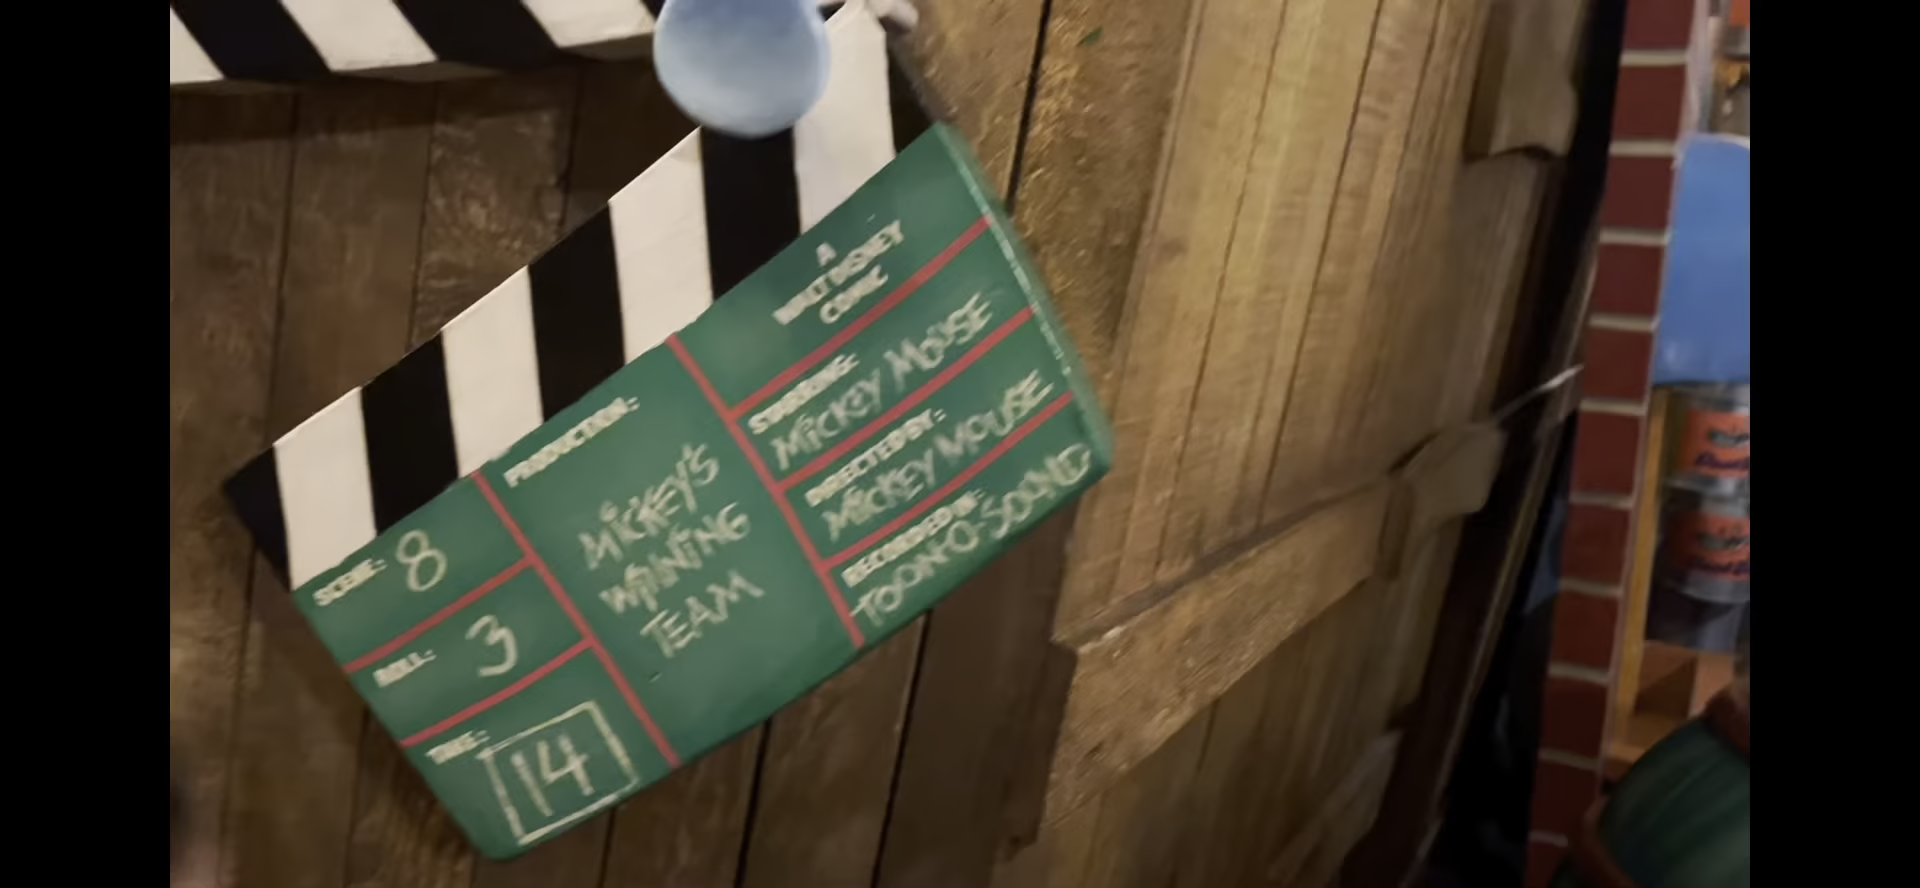 SCENE: 8
ROLL: 3
TAKE: 14
PRODUCTION:
MICKEY'S
WINNING
TEAM
A
WALT DISNEY
COMIC
STARRING:
MICKEY MOUSE
DIRECTED BY:
MICKEY MOUSE
RECORDED IN:
TOON-O-SOUND